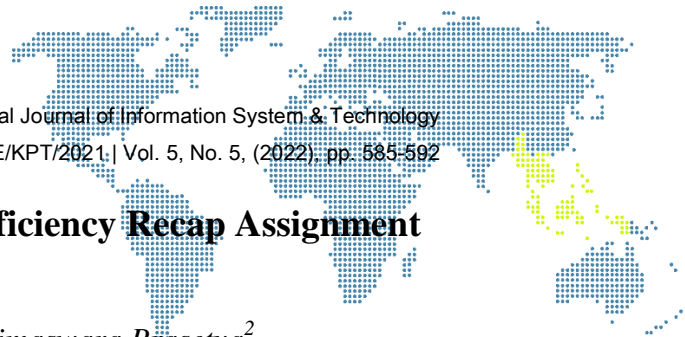 al Journal of Information System & Technology
E/KPT/2021 | Vol. 5, No. 5, (2022), pp. 585-592
ficiency Recap Assignment